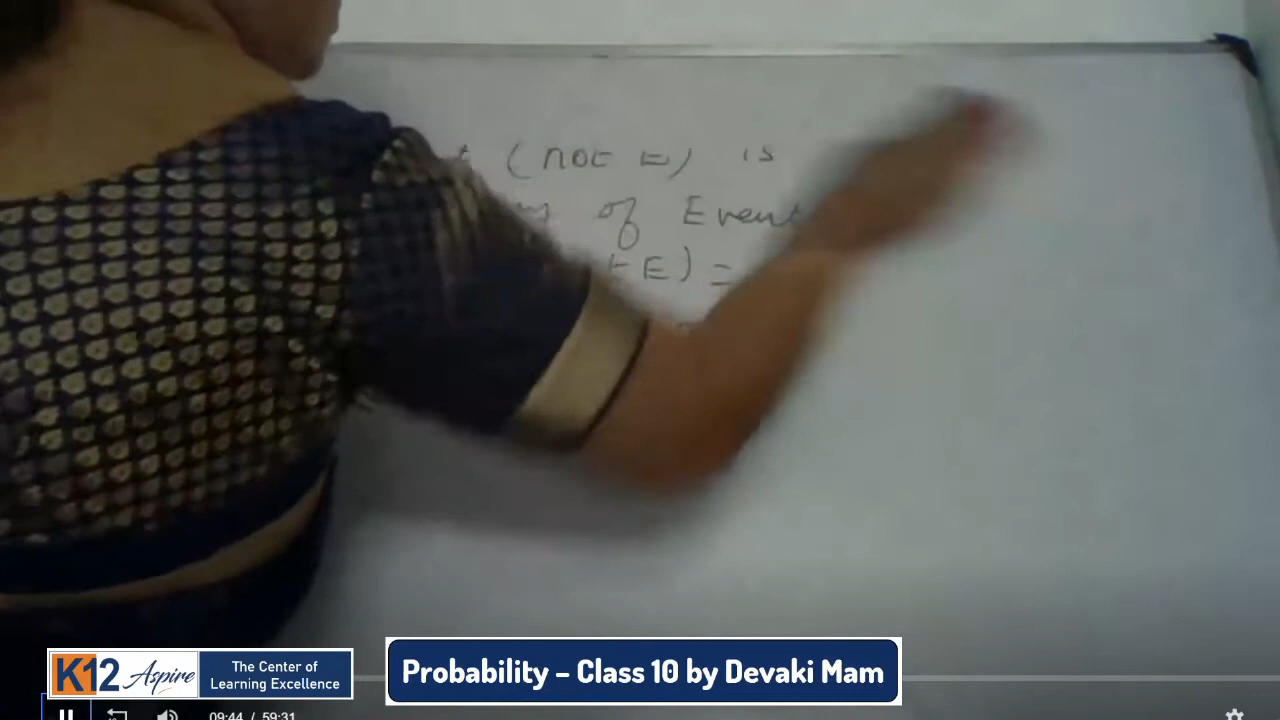 (not E) is
of Event
E) =
K12 Aspire
The Center of
Learning Excellence
Probability – Class 10 by Devaki Mam
09:44 / 59:31